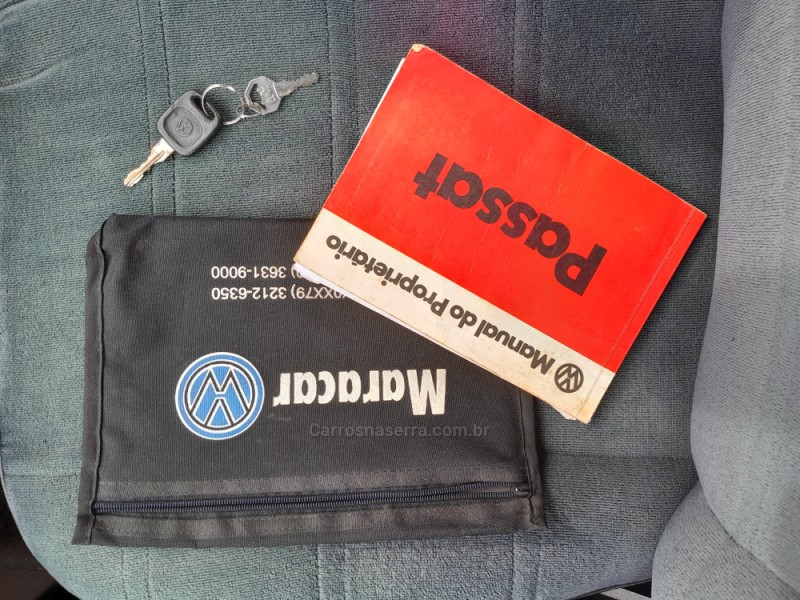 Manual do Proprietário
Passat
Maracar
(0XX79) 3212-6350
3631-9000
Carrosnaserra.com.br